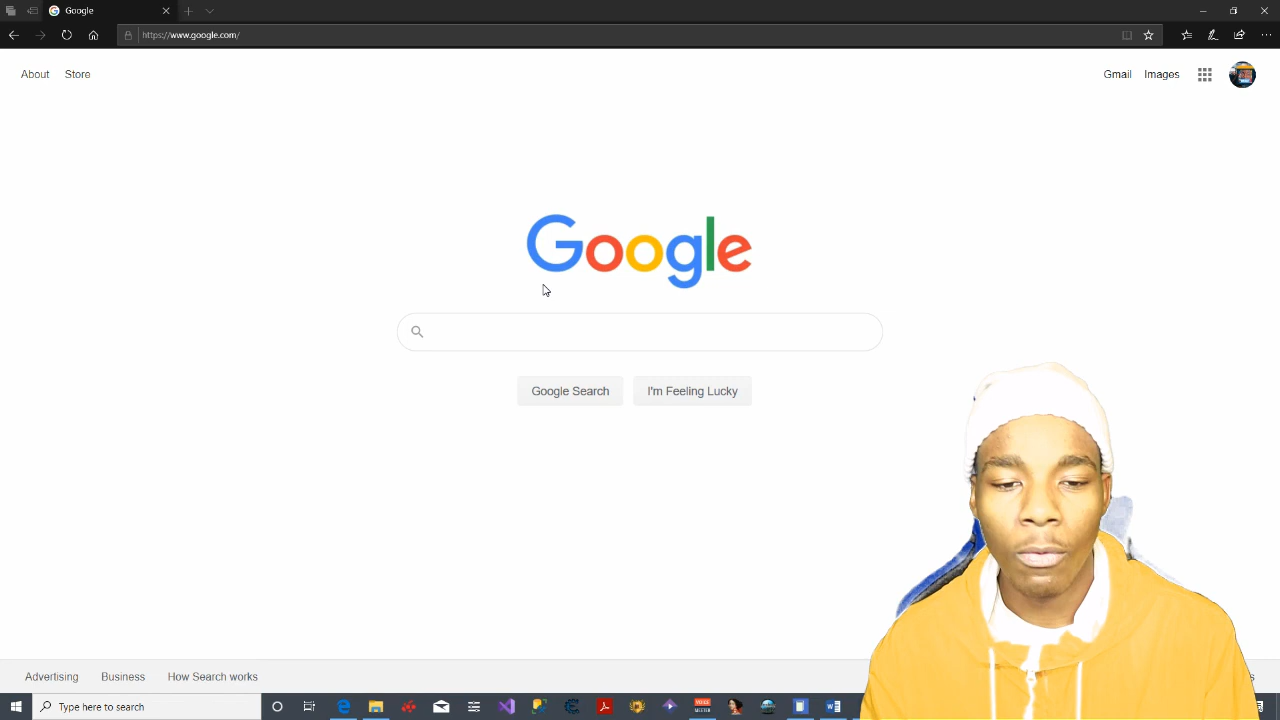 Google
https://www.google.com/
About Store
Gmail Images
Google
Google Search I'm Feeling Lucky
Advertising Business How Search works
Type here to search